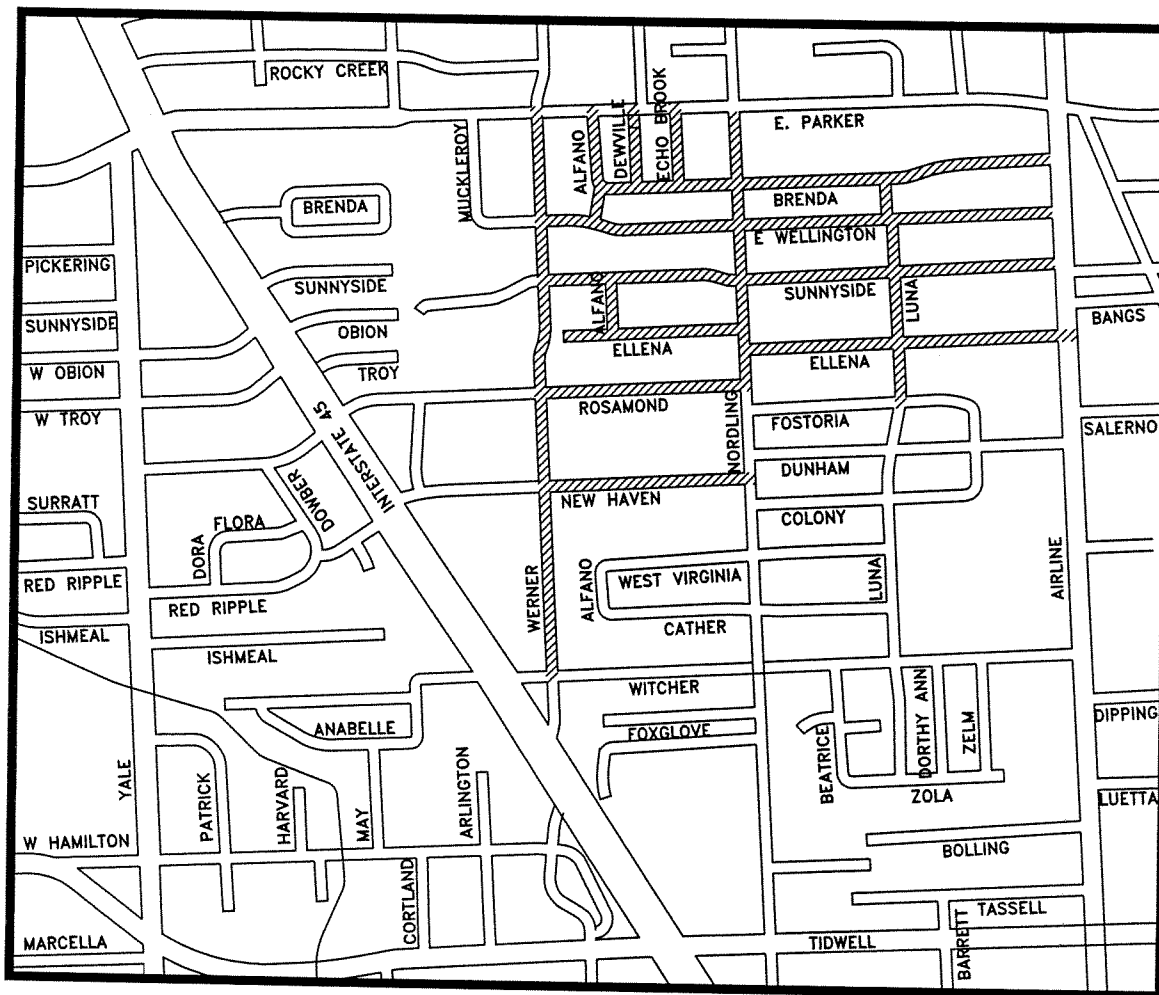 ROCKY CREEK
MUCKLEROY
ALFANO
DEWVILLE
ECHO BROOK
E. PARKER
BRENDA
BRENDA
E WELLINGTON
PICKERING
SUNNYSIDE
SUNNYSIDE
ALFANO
LUNA
SUNNYSIDE
OBION
BANGS
ELLENA
ELLENA
W OBION
TROY
W TROY
INTERSTATE 45
ROSAMOND
NORDLING
FOSTORIA
SALERNO
DUNHAM
SURRATT
DOWBER
NEW HAVEN
FLORA
COLONY
DORA
RED RIPPLE
RED RIPPLE
WERNER
ALFANO
WEST VIRGINIA
LUNA
AIRLINE
CATHER
ISHMEAL
ISHMEAL
WITCHER
ANABELLE
FOXGLOVE
BEATRICE
DORTHY ANN
ZELM
DIPPING
YALE
PATRICK
HARVARD
MAY
ARLINGTON
ZOLA
LUETTA
W HAMILTON
BOLLING
CORTLAND
TASSELL
MARCELLA
TIDWELL
BARRETT